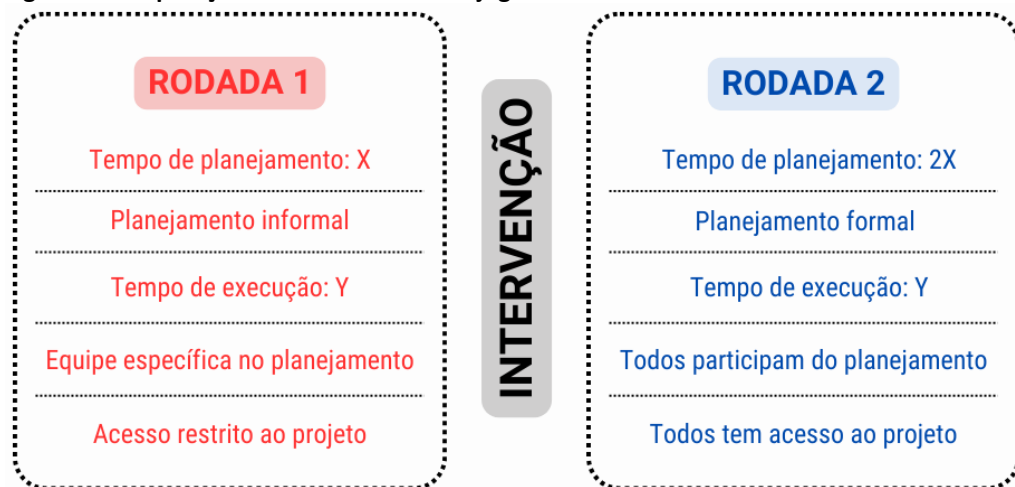 RODADA 1
Tempo de planejamento: X
Planejamento informal
Tempo de execução: Y
Equipe específica no planejamento
Acesso restrito ao projeto
INTERVENÇÃO
RODADA 2
Tempo de planejamento: 2X
Planejamento formal
Tempo de execução: Y
Todos participam do planejamento
Todos tem acesso ao projeto